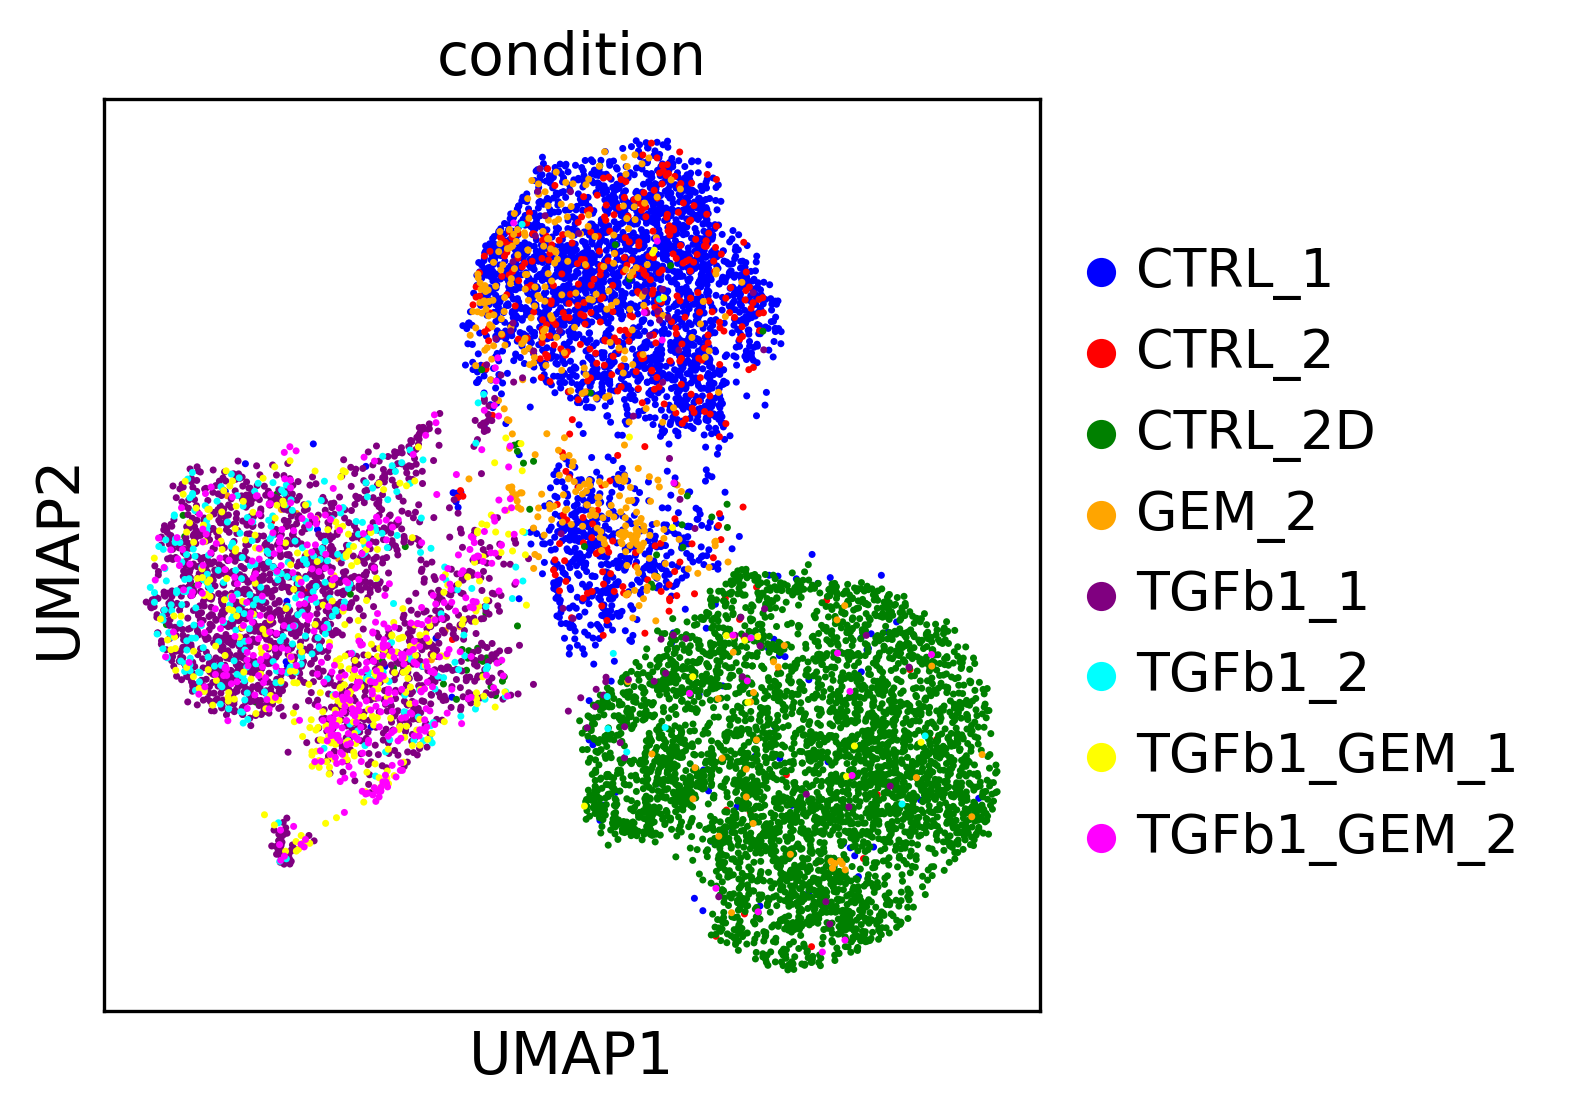 condition
UMAP2
UMAP1
CTRL_1
CTRL_2
CTRL_2D
GEM_2
TGFb1_1
TGFb1_2
TGFb1_GEM_1
TGFb1_GEM_2